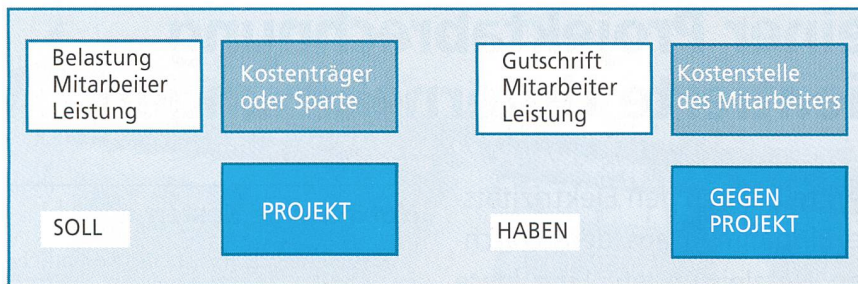 Belastung
Mitarbeiter
Leistung
Kostenträger
oder Sparte
Gutschrift
Mitarbeiter
Leistung
Kostenstelle
des Mitarbeiters
SOLL
PROJEKT
HABEN
GEGEN
PROJEKT